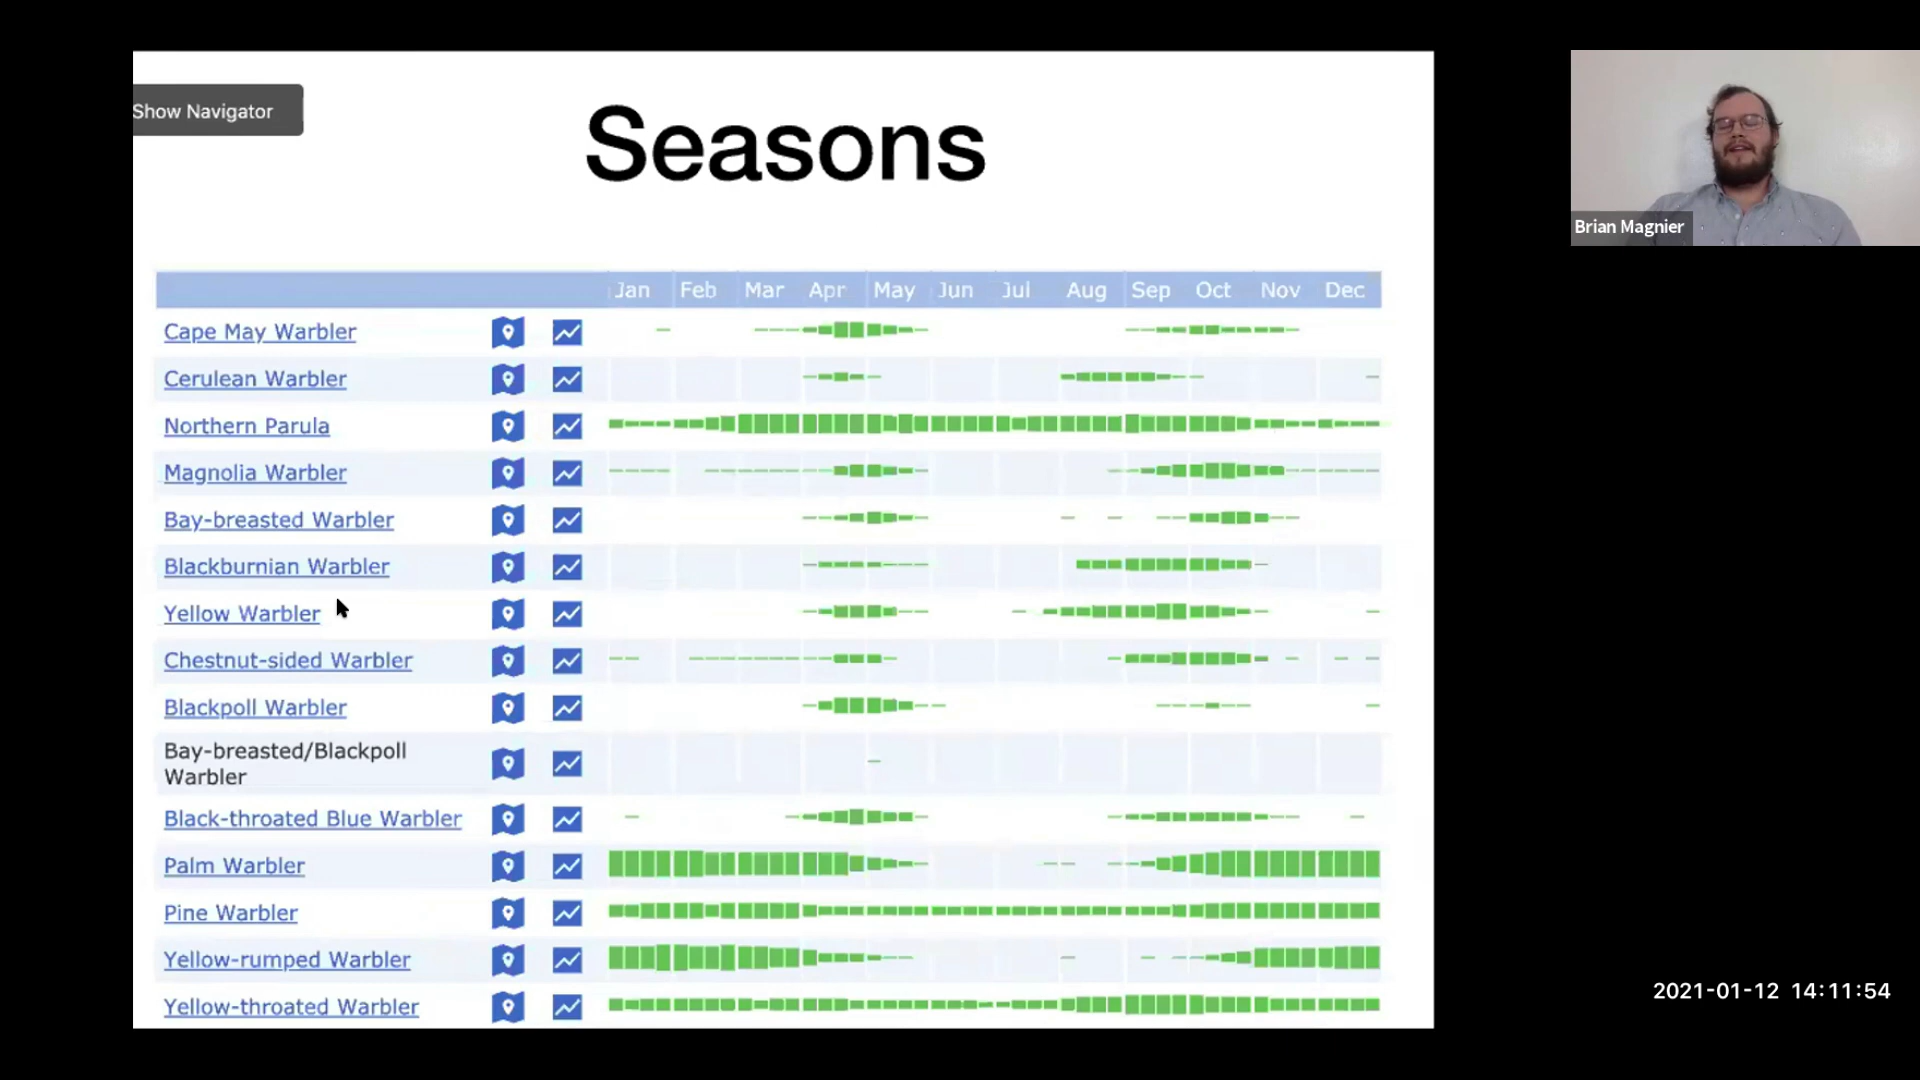 Show Navigator
Seasons
Brian Magnier
Jan Feb Mar Apr May Jun Jul Aug Sep Oct Nov Dec
Cape May Warbler
Cerulean Warbler
Northern Parula
Magnolia Warbler
Bay-breasted Warbler
Blackburnian Warbler
Yellow Warbler
Chestnut-sided Warbler
Blackpoll Warbler
Bay-breasted/Blackpoll
Warbler
Black-throated Blue Warbler
Palm Warbler
Pine Warbler
Yellow-rumped Warbler
Yellow-throated Warbler
2021-01-12 14:11:54